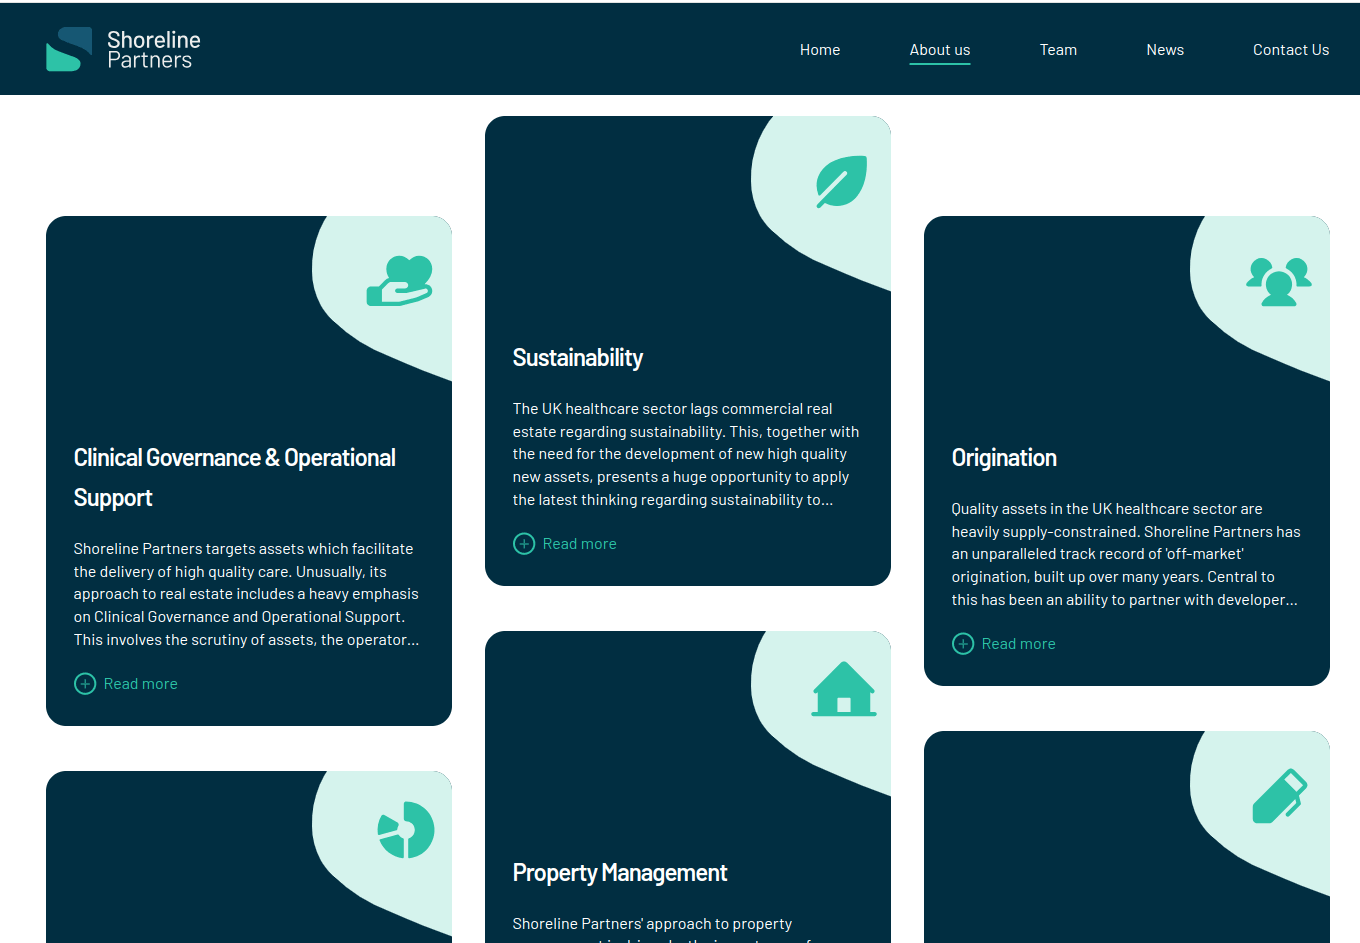 Shoreline
Partners
Home
About us
Team
News
Contact Us
Clinical Governance & Operational
Support
Shoreline Partners targets assets which facilitate
the delivery of high quality care. Unusually, its
approach to real estate includes a heavy emphasis
on Clinical Governance and Operational Support.
This involves the scrutiny of assets, the operator...
Read more
Sustainability
The UK healthcare sector lags commercial real
estate regarding sustainability. This, together with
the need for the development of new high quality
new assets, presents a huge opportunity to apply
the latest thinking regarding sustainability to...
Read more
Origination
Quality assets in the UK healthcare sector are
heavily supply-constrained. Shoreline Partners has
an unparalleled track record of 'off-market'
origination, built up over many years. Central to
this has been an ability to partner with developer...
Read more
Property Management
Shoreline Partners' approach to property